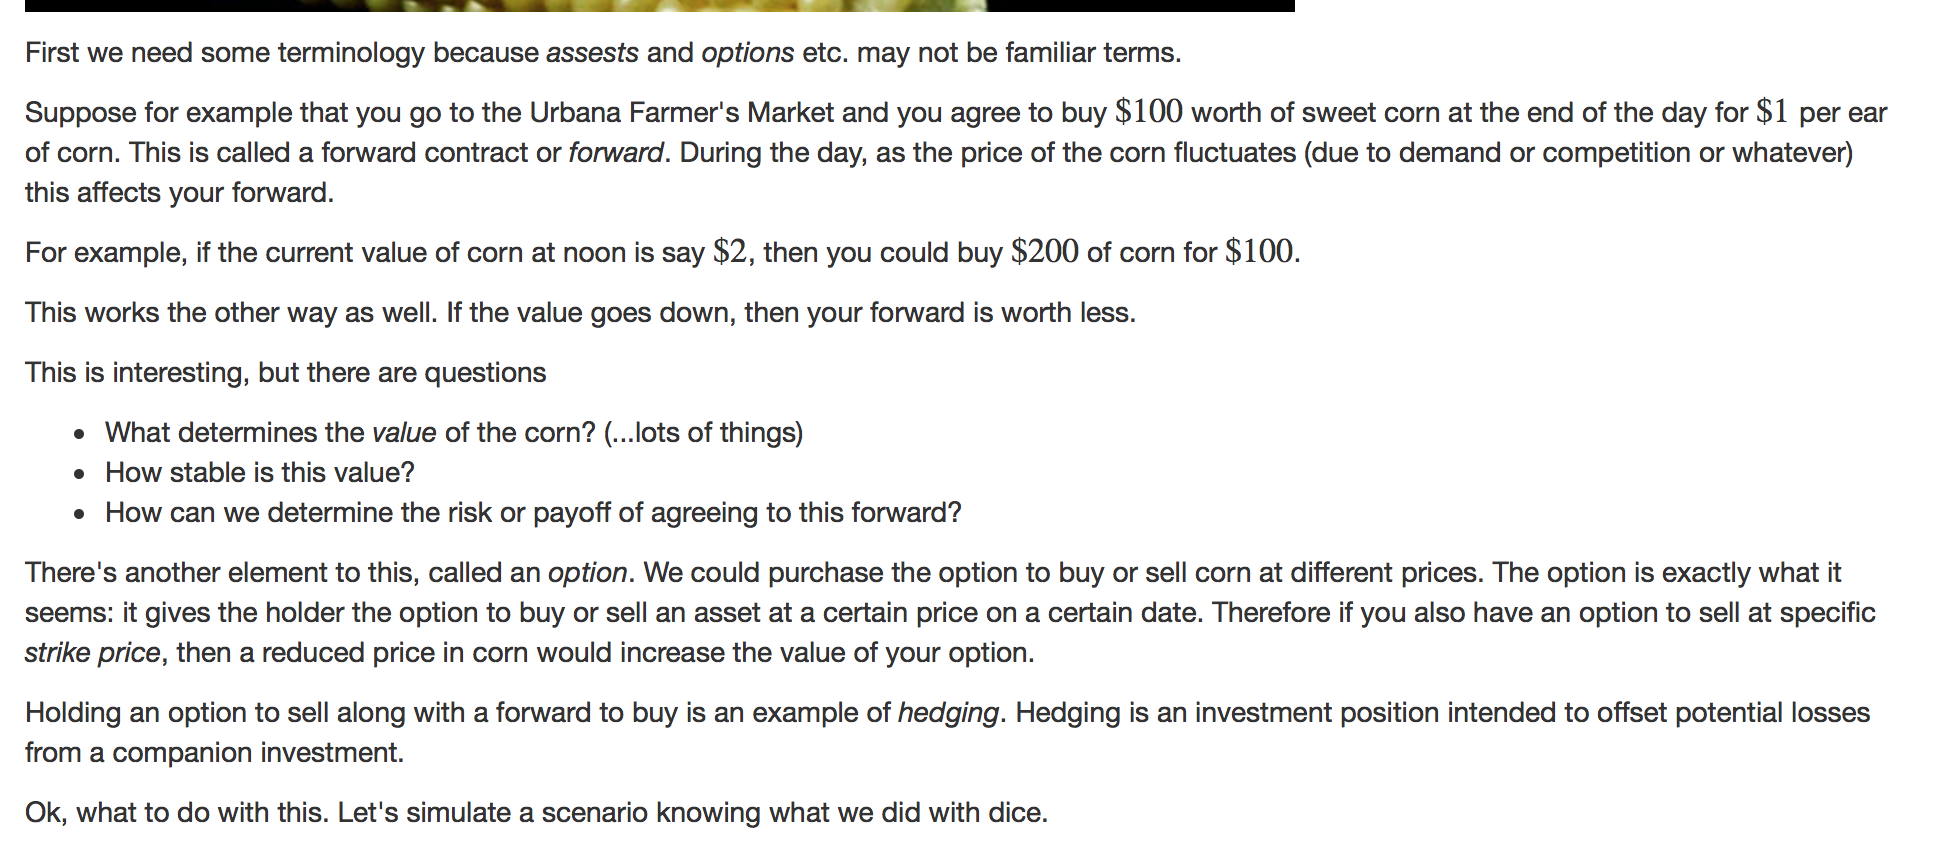 First we need some terminology because assests and options etc. may not be familiar terms.
Suppose for example that you go to the Urbana Farmer's Market and you agree to buy $100 worth of sweet corn at the end of the day for $1 per ear
of corn. This is called a forward contract or forward. During the day, as the price of the corn fluctuates (due to demand or competition or whatever)
this affects your forward.
For example, if the current value of corn at noon is say $2, then you could buy $200 of corn for $100.
This works the other way as well. If the value goes down, then your forward is worth less.
This is interesting, but there are questions
• What determines the value of the corn? (...lots of things)
• How stable is this value?
• How can we determine the risk or payoff of agreeing to this forward?
There's another element to this, called an option. We could purchase the option to buy or sell corn at different prices. The option is exactly what it
seems: it gives the holder the option to buy or sell an asset at a certain price on a certain date. Therefore if you also have an option to sell at specific
strike price, then a reduced price in corn would increase the value of your option.
Holding an option to sell along with a forward to buy is an example of hedging. Hedging is an investment position intended to offset potential losses
from a companion investment.
Ok, what to do with this. Let's simulate a scenario knowing what we did with dice.